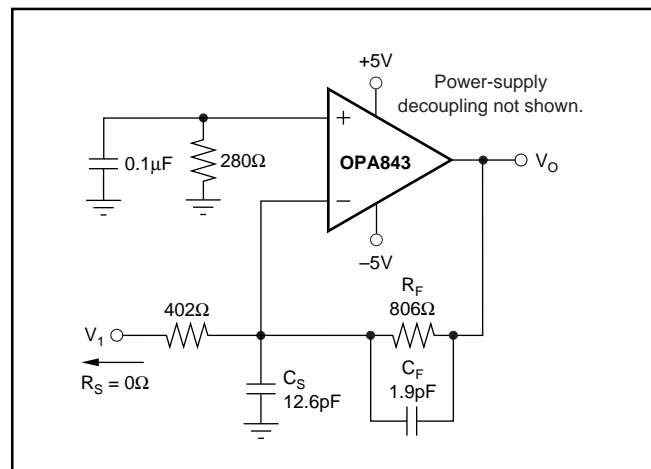 +5V
Power-supply
decoupling not shown.
+
0.1μF
280Ω
OPA843
V_O
−
−5V
R_F
402Ω
806Ω
V_1
R_S = 0Ω
C_S
12.6pF
C_F
1.9pF